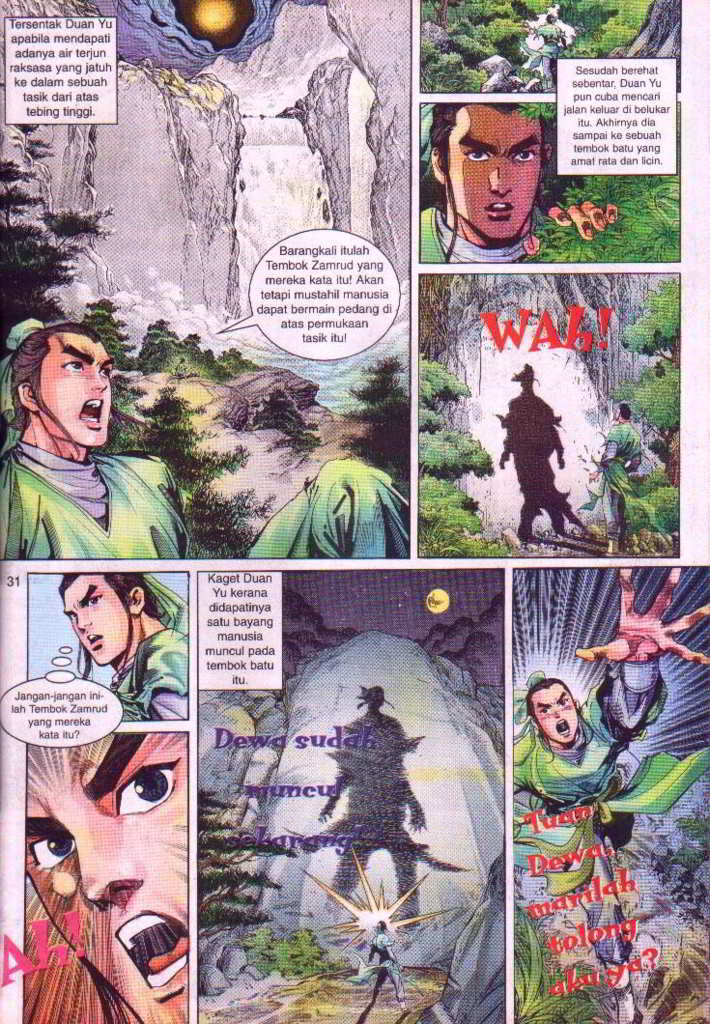 Tersentak Duan Yu
apabila mendapati
adanya air terjun
raksasa yang jatuh
ke dalam sebuah
tasik dari atas
tebing tinggi.
Barangkali itulah
Tembok Zamrud yang
mereka kata itu! Akan
tetapi mustahil manusia
dapat bermain pedang di
atas permukaan
tasik itu!
Sesudah berehat
sebentar, Duan Yu
pun cuba mencari
jalan keluar di belukar
itu. Akhirnya dia
sampai ke sebuah
tembok batu yang
amat rata dan licin.
WAH!
31
Jangan-jangan ini-
lah Tembok Zamrud
yang mereka
kata itu?
AH!
Kaget Duan
Yu kerana
didapatinya
satu bayang
manusia
muncul pada
tembok batu
itu.
Dewa sudah
muncul
sekarang!
Tuan
Dewa,
marilah
tolong
aku ya?